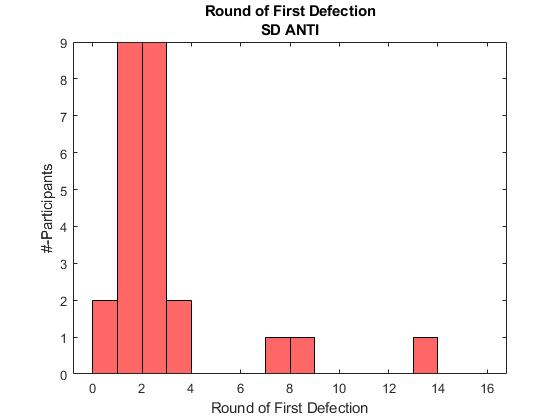 Round of First Defection
SD ANTI
9
8
7
6
5
4
3
2
1
0
#-Participants
0 2 4 6 8 10 12 14 16
Round of First Defection